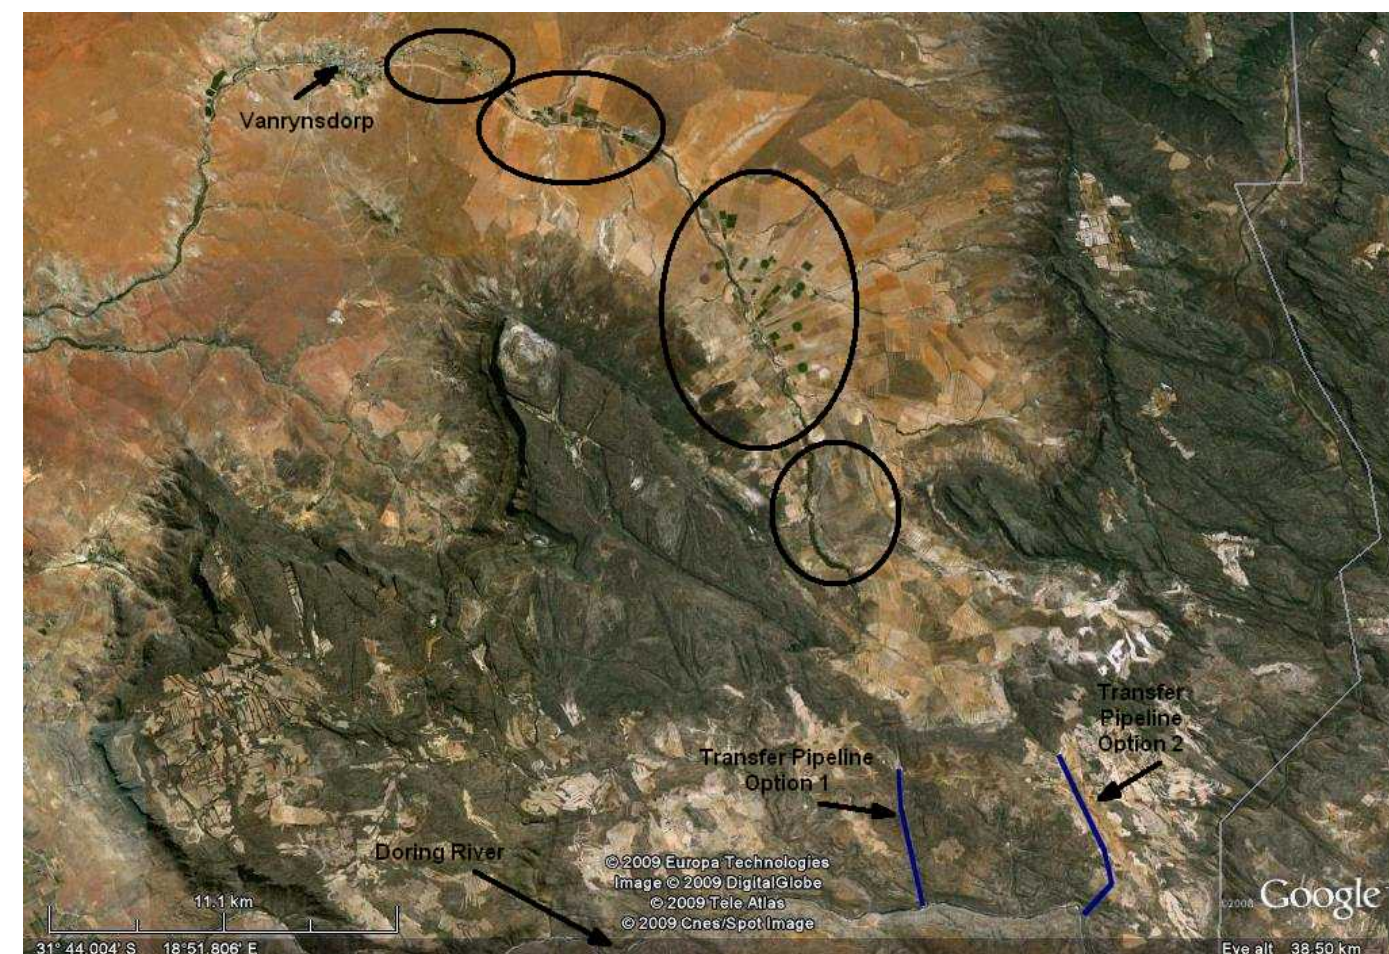 Vanrynsdorp
Transfer
Pipeline
Option 2
Transfer Pipeline
Option 1
Doring River
© 2009 Europa Technologies
Image © 2009 DigitalGlobe
© 2009 Tele Atlas
© 2009 Cnes/Spot Image
©2008 Google
11.1 km
31° 44.004' S 18°51.806' E
Eye alt 38.50 km